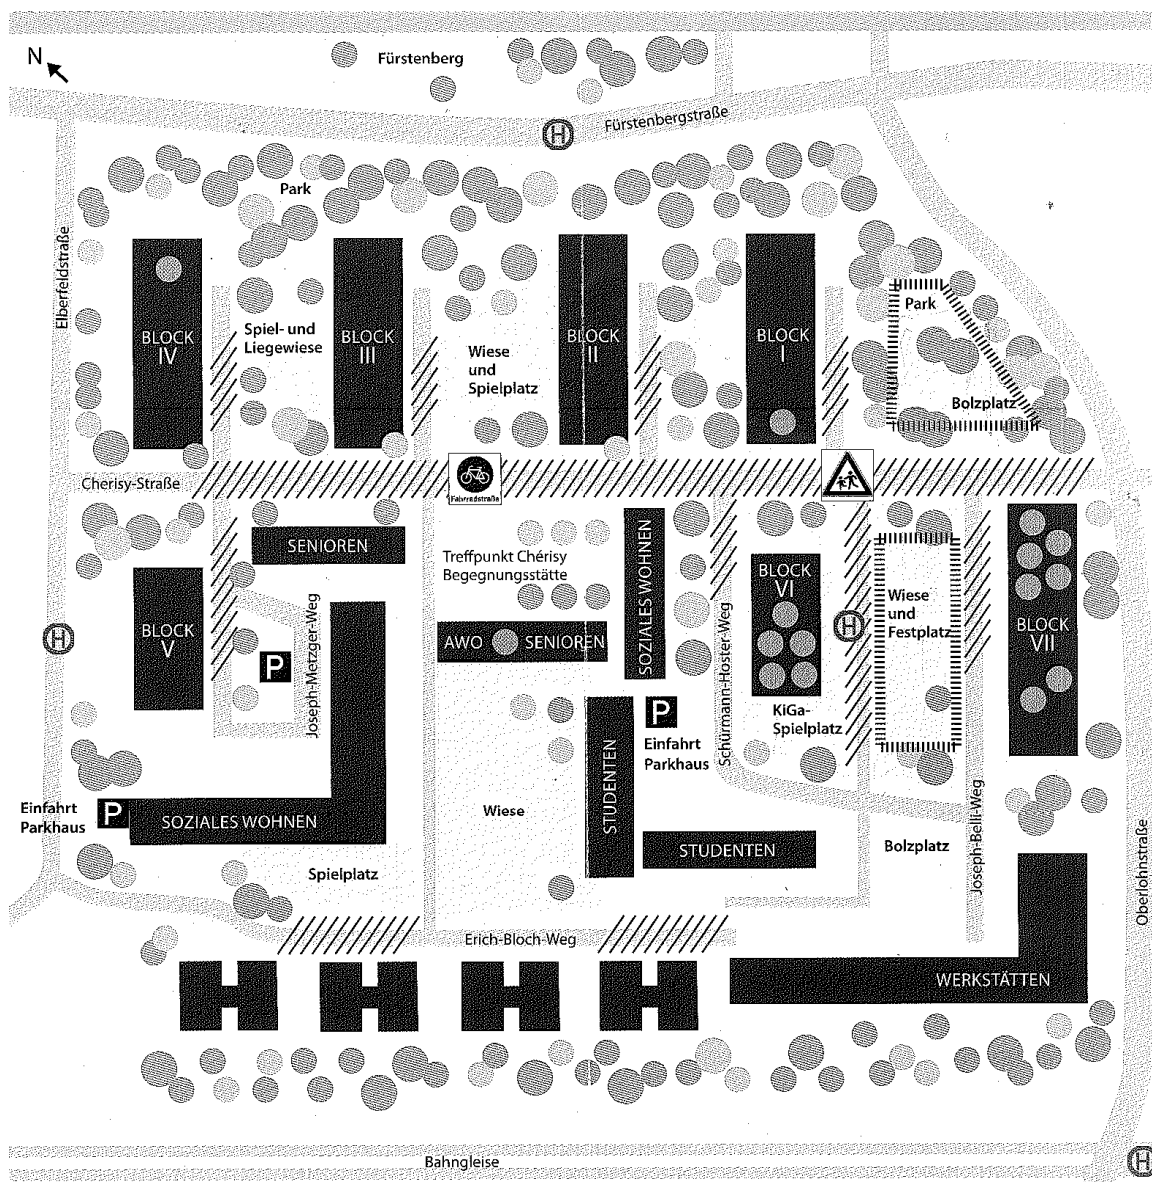 N
Fürstenberg
Fürstenbergstraße
H
Park
Elberfeldstraße
BLOCK
IV
Spiel- und
Liegewiese
BLOCK
III
Wiese
und
Spielplatz
BLOCK
II
BLOCK
I
Park
Bolzplatz
Cherisy-Straße
Fahrradstraße
SENIOREN
Treffpunkt Chérisy
Begegnungsstätte
SOZIALES WOHNEN
BLOCK
VI
Wiese
und
Festplatz
BLOCK
VII
H
BLOCK
V
P
Joseph-Metzger-Weg
AWO
SENIOREN
Schürmann-Hoster-Weg
H
P
Einfahrt
Parkhaus
KiGa-
Spielplatz
STUDENTEN
Einfahrt
Parkhaus
P
SOZIALES WOHNEN
Wiese
STUDENTEN
Bolzplatz
Joseph-Belli-Weg
Oberlohnstraße
Spielplatz
Erich-Bloch-Weg
WERKSTÄTTEN
Bahngleise
H